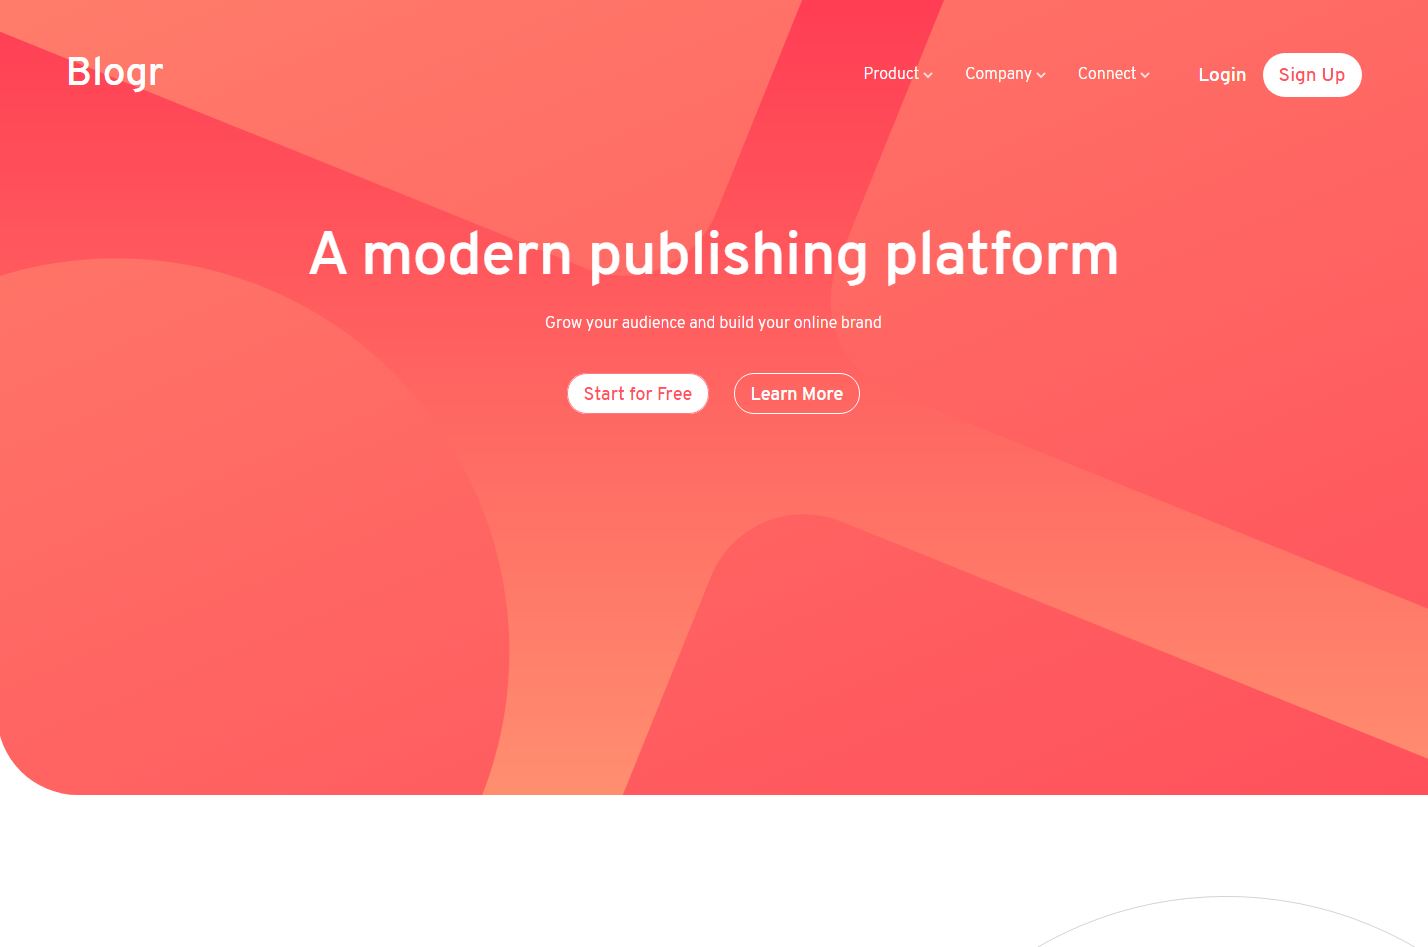 Blogr
Product Company Connect Login Sign Up
A modern publishing platform
Grow your audience and build your online brand
Start for Free Learn More